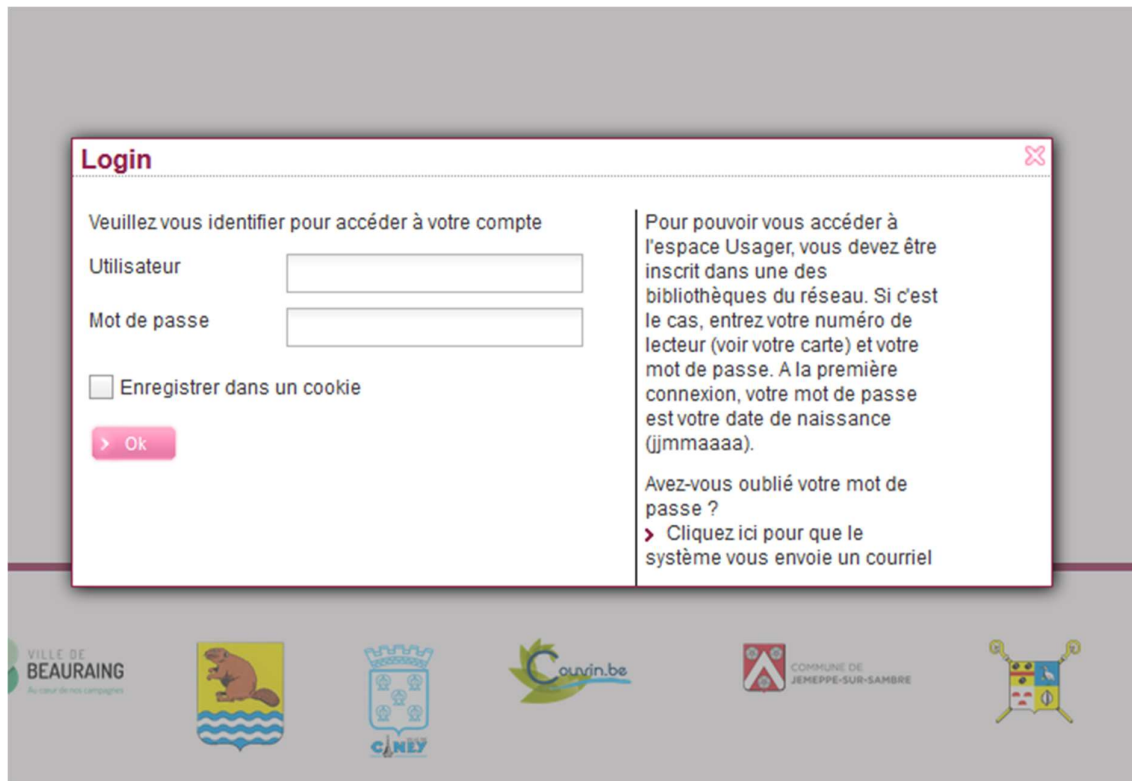 Login
Veuillez vous identifier pour accéder à votre compte
Utilisateur
Mot de passe
Enregistrer dans un cookie
Ok
Pour pouvoir vous accéder à
l'espace Usager, vous devez être
inscrit dans une des
bibliothèques du réseau. Si c'est
le cas, entrez votre numéro de
lecteur (voir votre carte) et votre
mot de passe. A la première
connexion, votre mot de passe
est votre date de naissance
(jjmmaaaa).
Avez-vous oublié votre mot de
passe ?
Cliquez ici pour que le
système vous envoie un courriel
VILLE DE
BEAURAING
Au cœur de nos campagnes
CINEY
Couvin.be
COMMUNE DE
JEMEPPE-SUR-SAMBRE